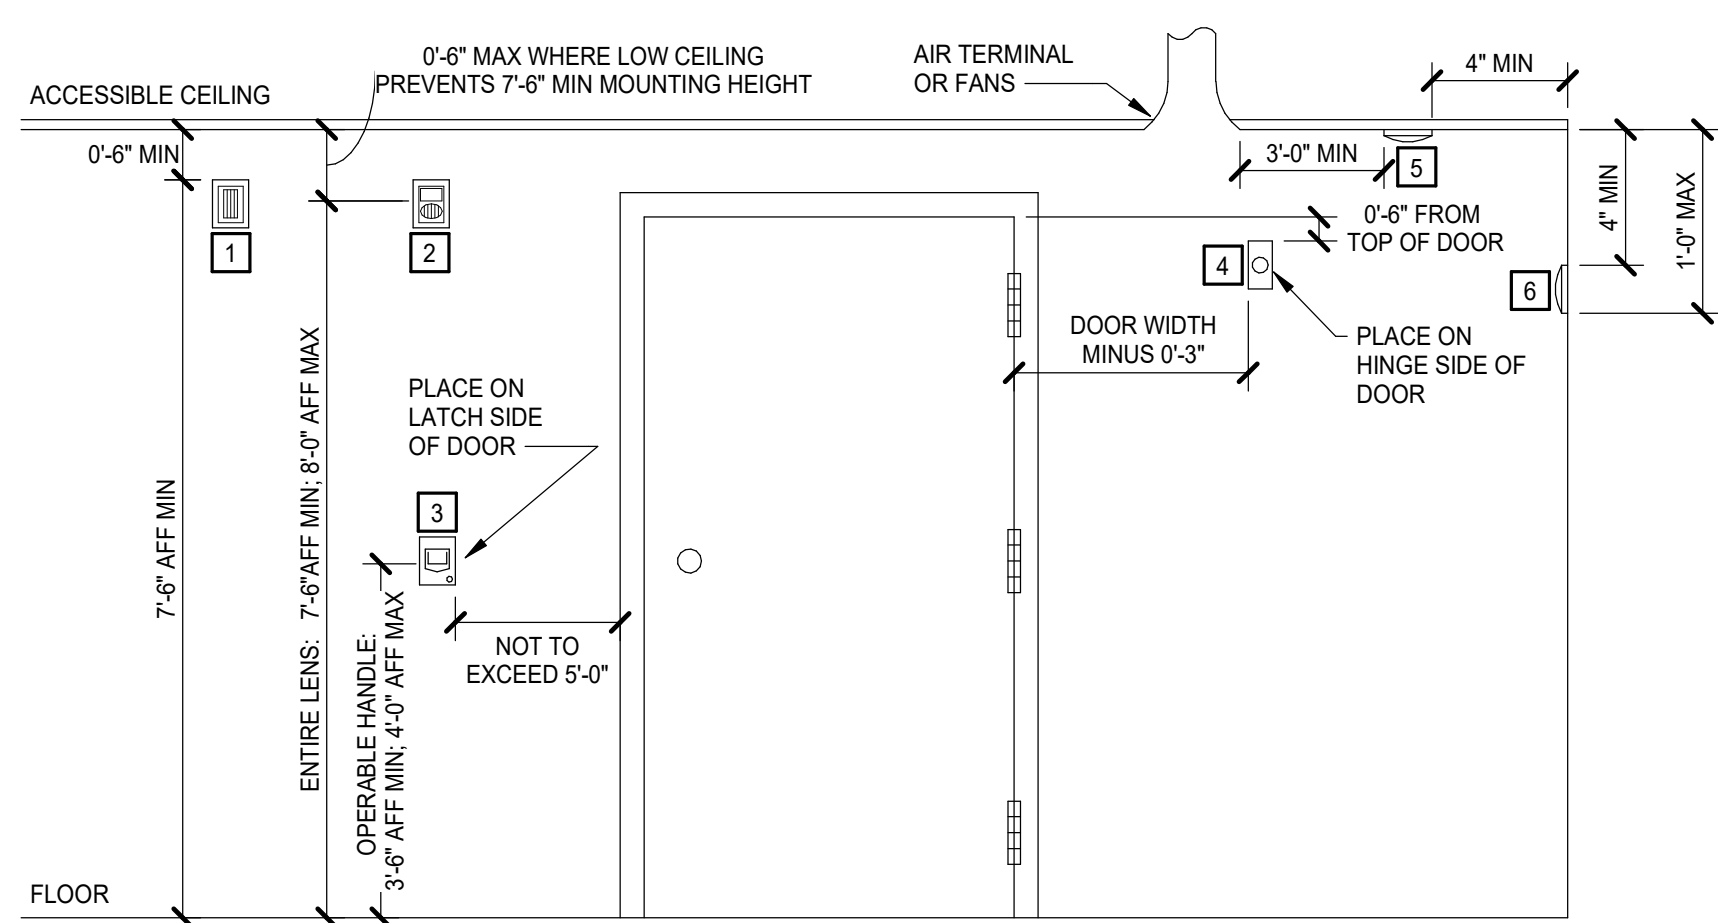 0'-6" MAX WHERE LOW CEILING
PREVENTS 7'-6" MIN MOUNTING HEIGHT
AIR TERMINAL
OR FANS
4" MIN
ACCESSIBLE CEILING
0'-6" MIN
3'-0" MIN
5
4" MIN
1'-0" MAX
0'-6" FROM
TOP OF DOOR
1
2
4
6
DOOR WIDTH
MINUS 0'-3"
PLACE ON
HINGE SIDE OF
DOOR
PLACE ON
LATCH SIDE
OF DOOR
3
7'-6" AFF MIN
ENTIRE LENS: 7'-6"AFF MIN; 8'-0" AFF MAX
OPERABLE HANDLE:
3'-6" AFF MIN; 4'-0" AFF MAX
NOT TO
EXCEED 5'-0"
FLOOR